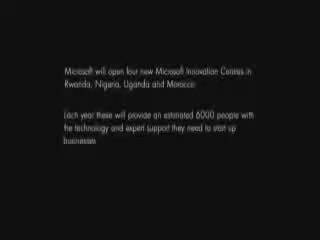 Microsoft will open four new Microsoft Innovation Centres in
Rwanda, Nigeria, Uganda and Morocco
Each year these will provide an estimated 6000 people with
the technology and expert support they need to start up
businesses